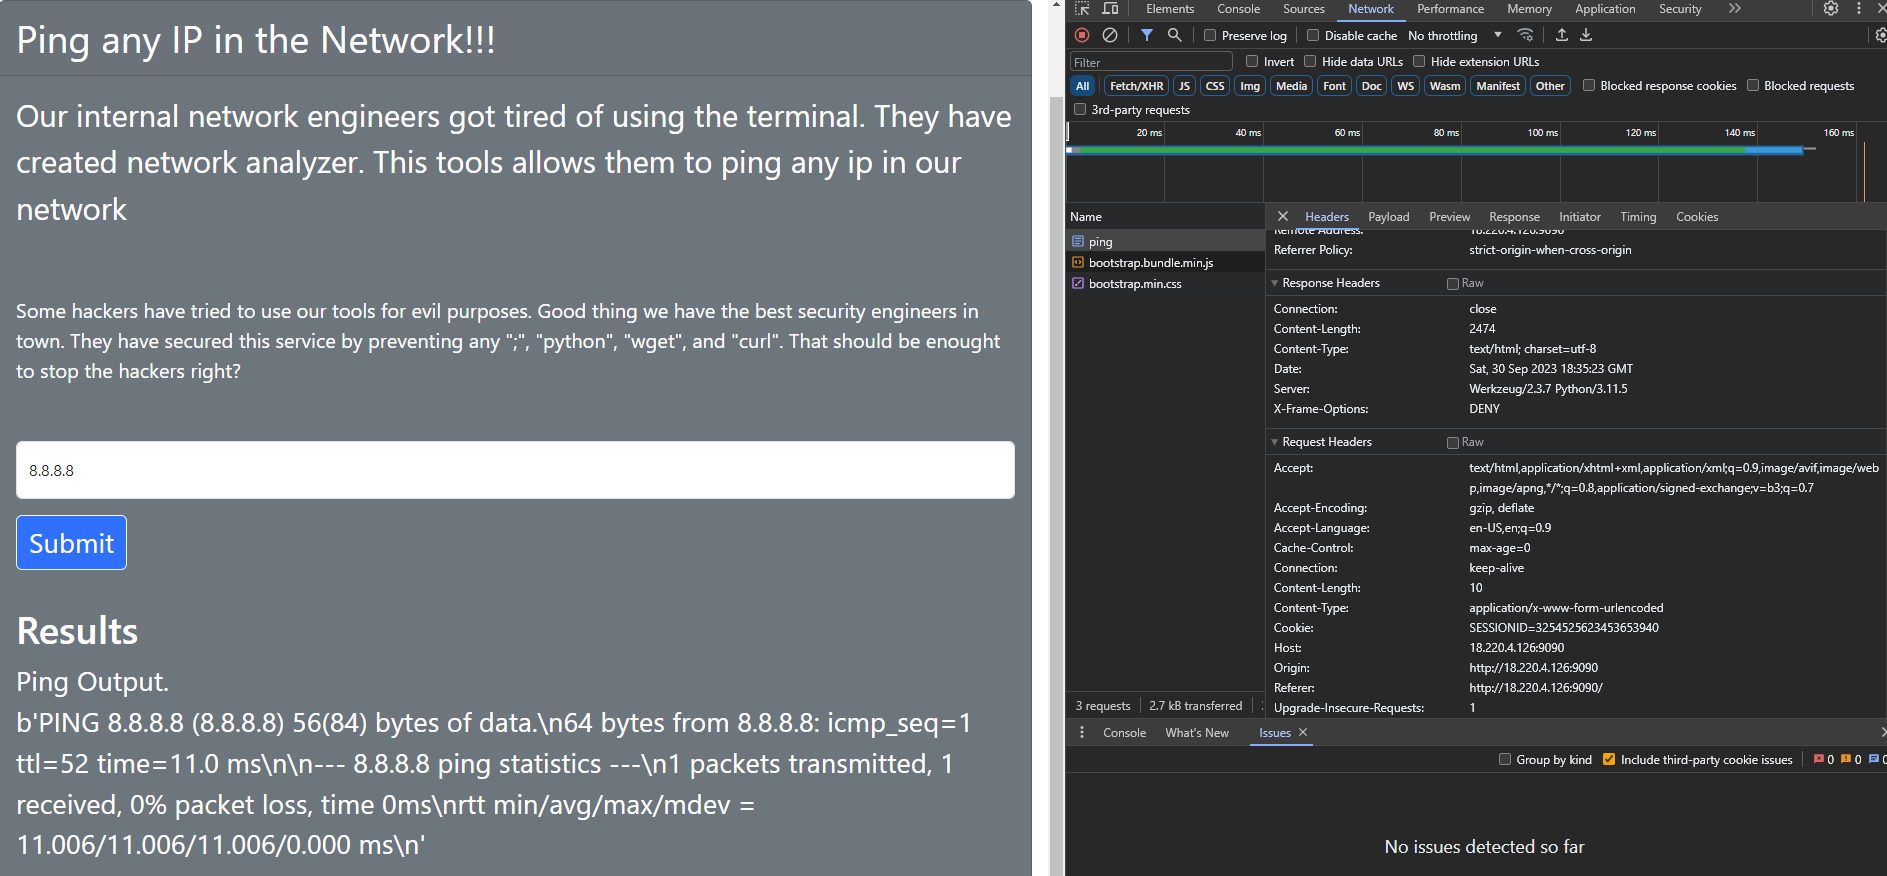 Ping any IP in the Network!!!
Our internal network engineers got tired of using the terminal. They have
created network analyzer. This tools allows them to ping any ip in our
network
Some hackers have tried to use our tools for evil purposes. Good thing we have the best security engineers in
town. They have secured this service by preventing any ";", "python", "wget", and "curl". That should be enought
to stop the hackers right?
8.8.8.8
Submit
Results
Ping Output.
b'PING 8.8.8.8 (8.8.8.8) 56(84) bytes of data.\n64 bytes from 8.8.8.8: icmp_seq=1
ttl=52 time=11.0 ms\n\n--- 8.8.8.8 ping statistics ---\n1 packets transmitted, 1
received, 0% packet loss, time 0ms\nrtt min/avg/max/mdev =
11.006/11.006/11.006/0.000 ms\n'
Elements Console Sources Network Performance Memory Application Security
Preserve log Disable cache No throttling
Filter Invert Hide data URLs Hide extension URLs
All Fetch/XHR JS CSS Img Media Font Doc WS Wasm Manifest Other Blocked response cookies Blocked requests
3rd-party requests
20 ms 40 ms 60 ms 80 ms 100 ms 120 ms 140 ms 160 ms
Name
ping
bootstrap.bundle.min.js
bootstrap.min.css
3 requests 2.7 kB transferred
Headers Payload Preview Response Initiator Timing Cookies
Remote Address: 18.220.4.126:9090
Referrer Policy: strict-origin-when-cross-origin
Response Headers Raw
Connection: close
Content-Length: 2474
Content-Type: text/html; charset=utf-8
Date: Sat, 30 Sep 2023 18:35:23 GMT
Server: Werkzeug/2.3.7 Python/3.11.5
X-Frame-Options: DENY
Request Headers Raw
Accept: text/html,application/xhtml+xml,application/xml;q=0.9,image/avif,image/web
p,image/apng,*/*;q=0.8,application/signed-exchange;v=b3;q=0.7
Accept-Encoding: gzip, deflate
Accept-Language: en-US,en;q=0.9
Cache-Control: max-age=0
Connection: keep-alive
Content-Length: 10
Content-Type: application/x-www-form-urlencoded
Cookie: SESSIONID=3254525623453653940
Host: 18.220.4.126:9090
Origin: http://18.220.4.126:9090
Referer: http://18.220.4.126:9090/
Upgrade-Insecure-Requests: 1
Console What's New Issues
Group by kind Include third-party cookie issues 0 0 0
No issues detected so far